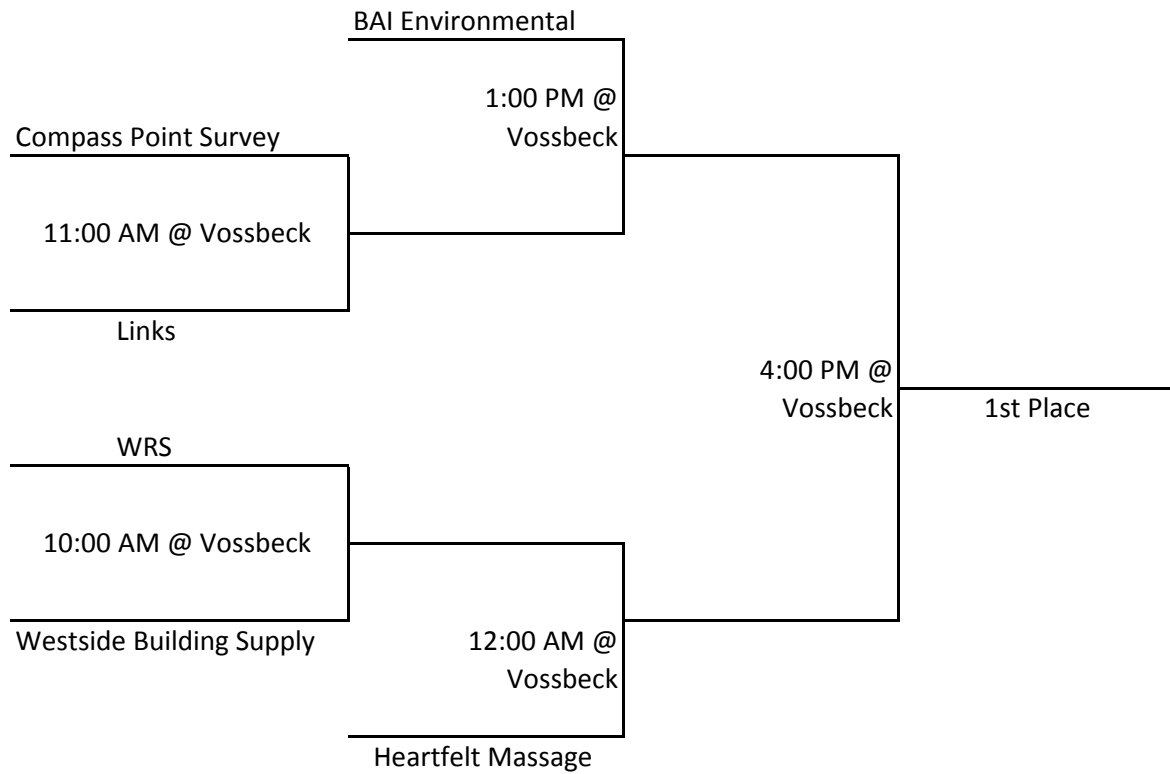 BAI Environmental
1:00 PM @
Vossbeck
Compass Point Survey
11:00 AM @ Vossbeck
Links
4:00 PM @
Vossbeck
1st Place
WRS
10:00 AM @ Vossbeck
Westside Building Supply
12:00 AM @
Vossbeck
Heartfelt Massage